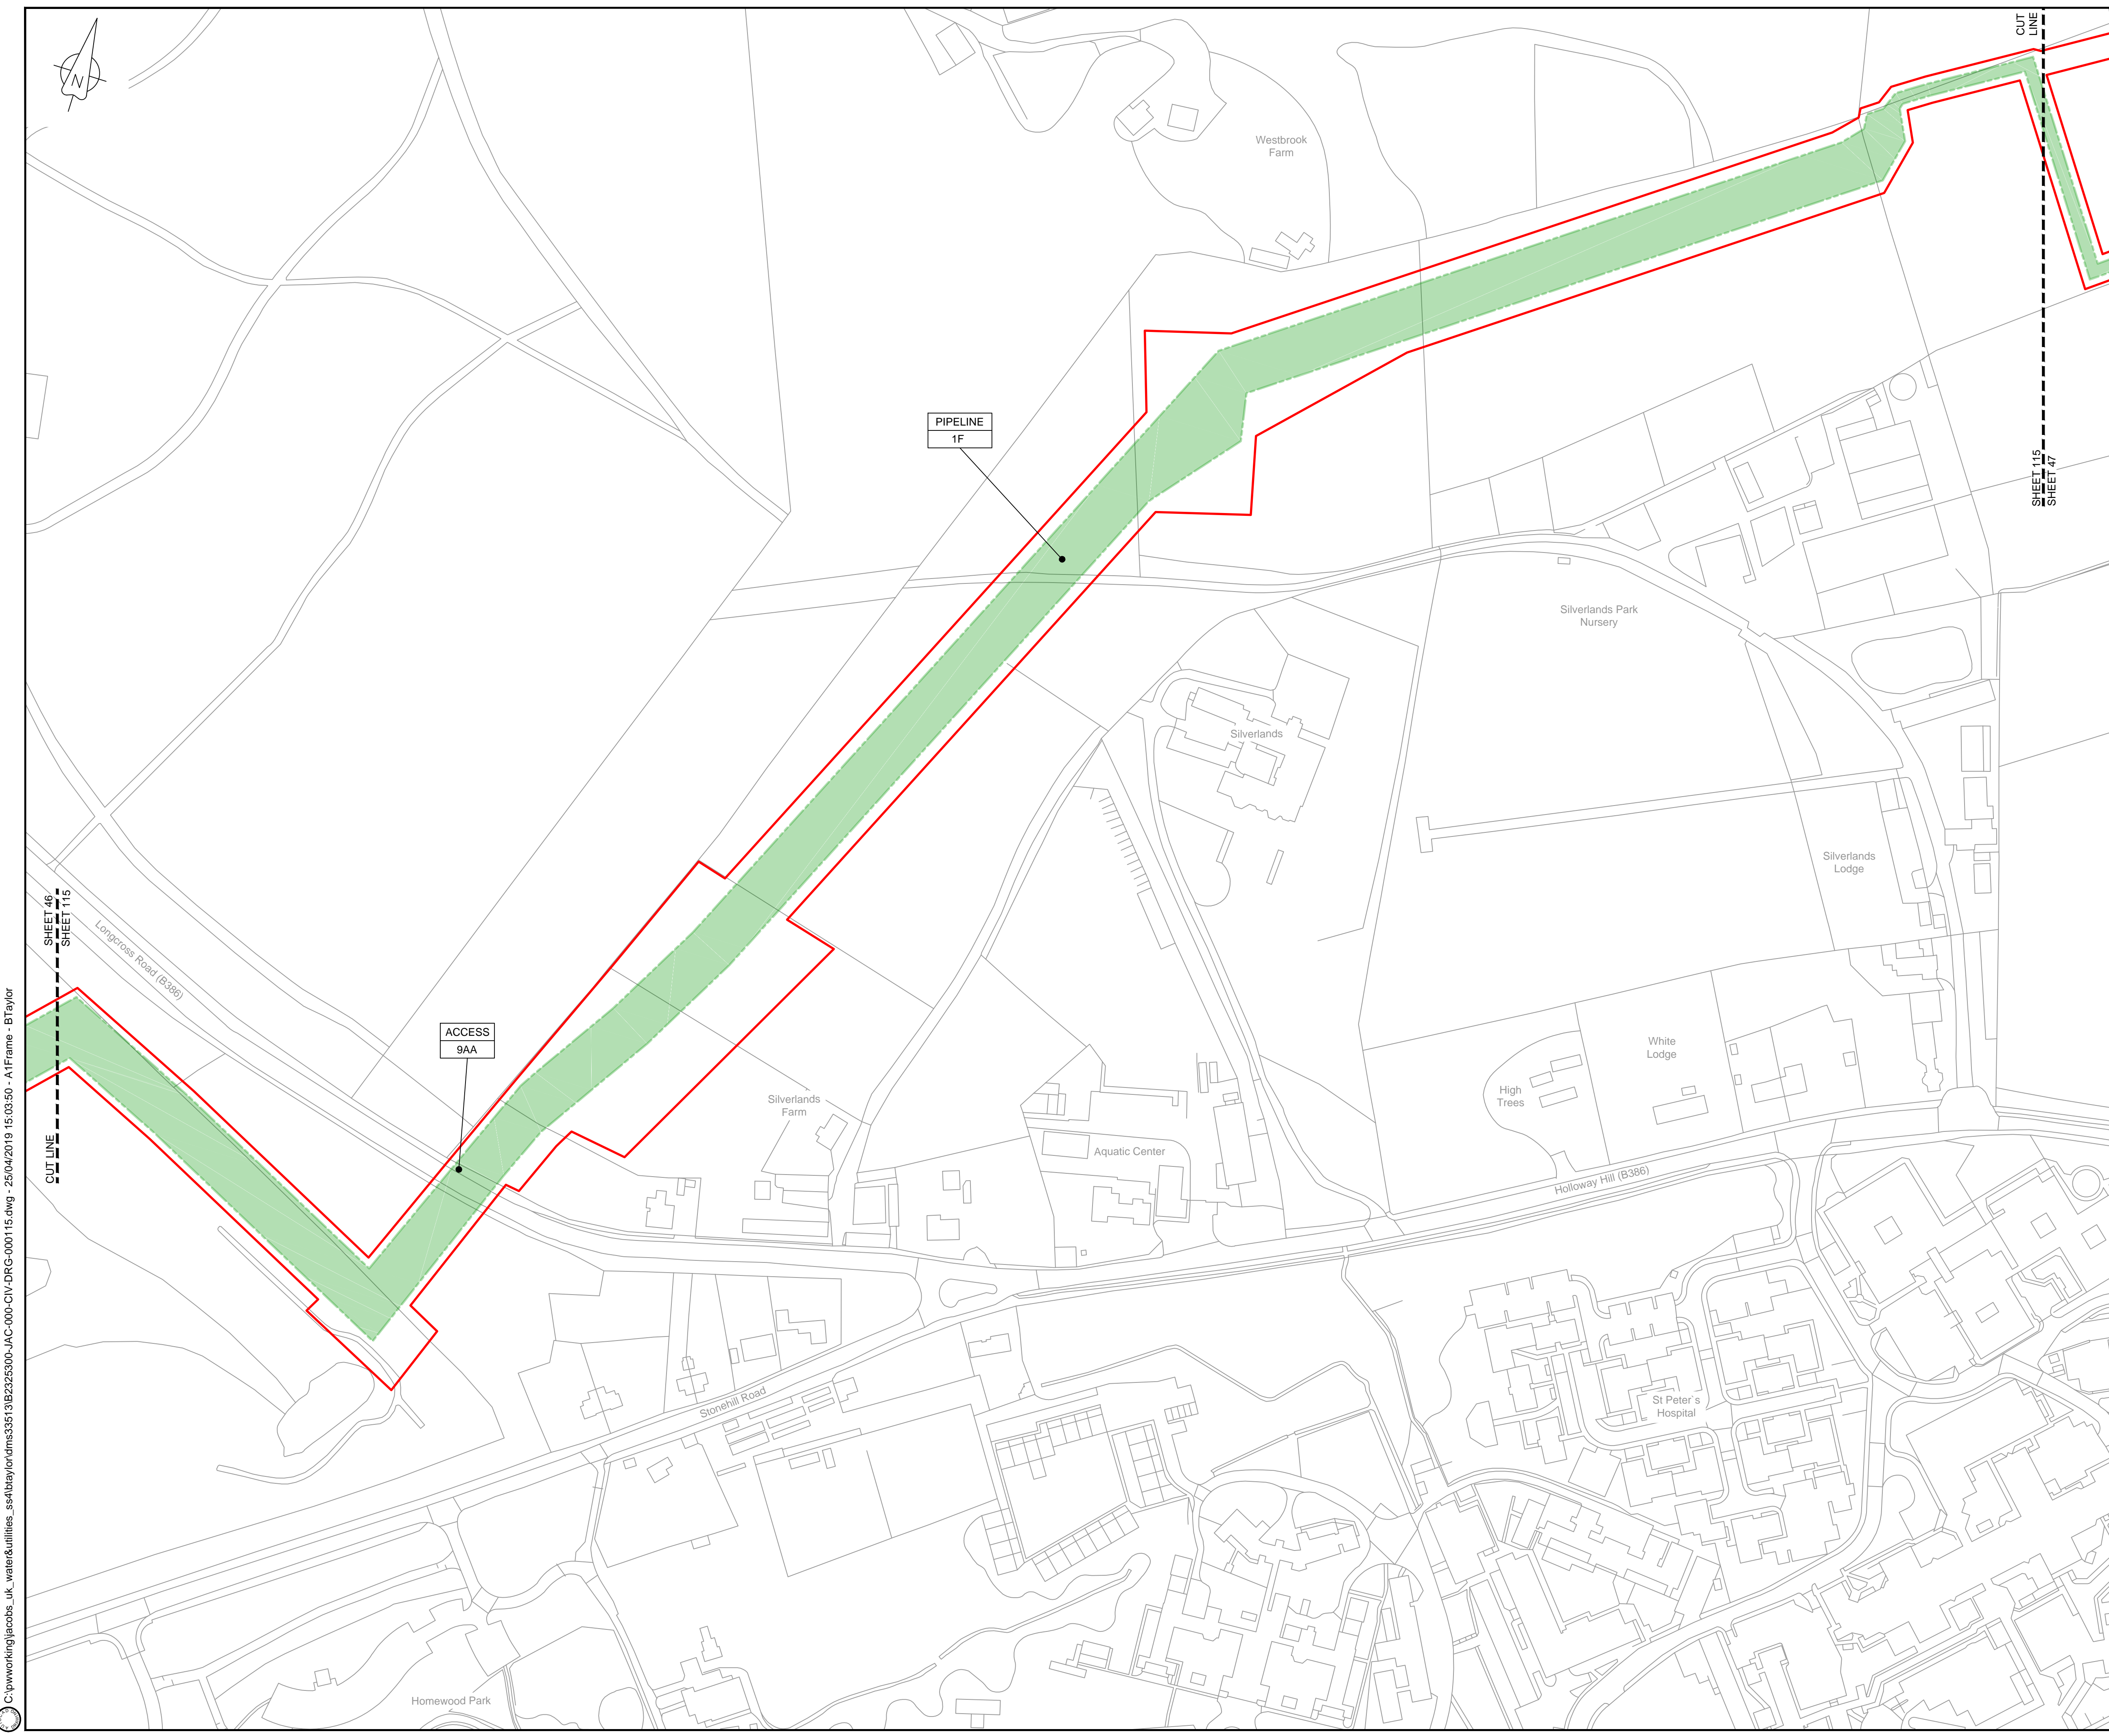 N
CUT
LINE
Westbrook
Farm
PIPELINE
1F
SHEET 115
SHEET 47
Silverlands Park
Nursery
Silverlands
Silverlands
Lodge
SHEET 46
SHEET 115
Longcross Road (B386)
ACCESS
9AA
CUT LINE
Silverlands
Farm
Aquatic Center
High
Trees
White
Lodge
Holloway Hill (B386)
Stonehill Road
St Peter`s
Hospital
Homewood Park
C:\pwworking\jacobs_uk_water&utilities_ss4\btaylor\dms33513\B2325300-JAC-000-CIV-DRG-000115.dwg - 25/04/2019 15:03:50 - A1Frame - BTaylor